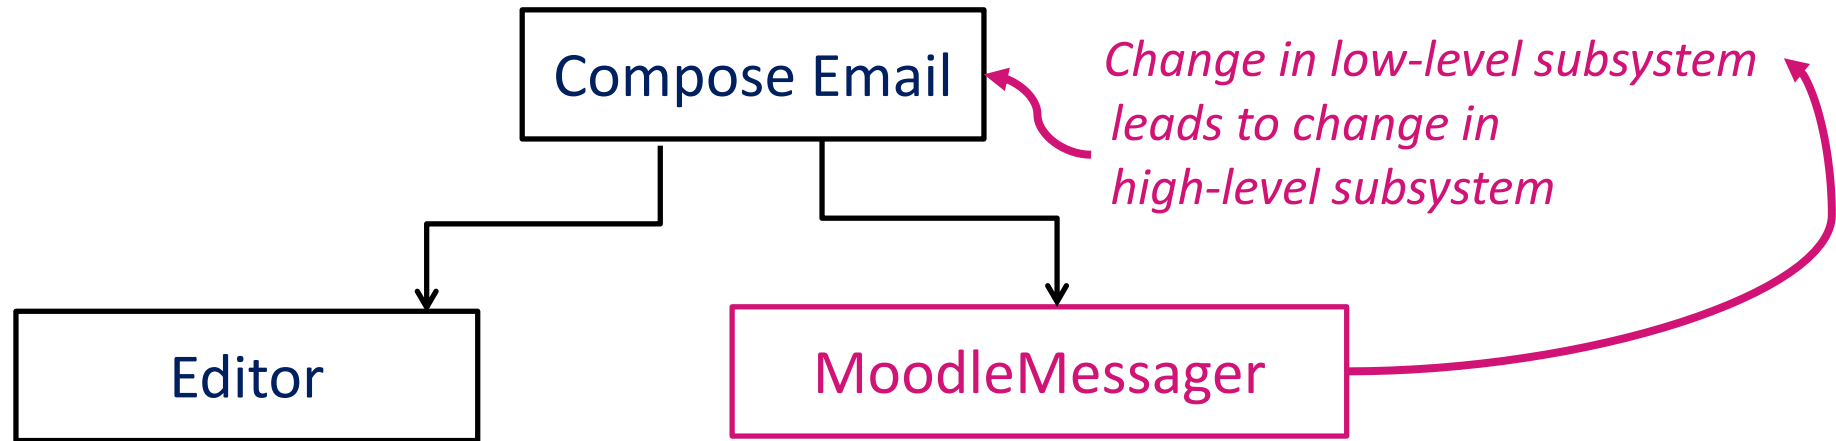 Compose Email
Change in low-level subsystem
leads to change in
high-level subsystem
Editor
MoodleMessager